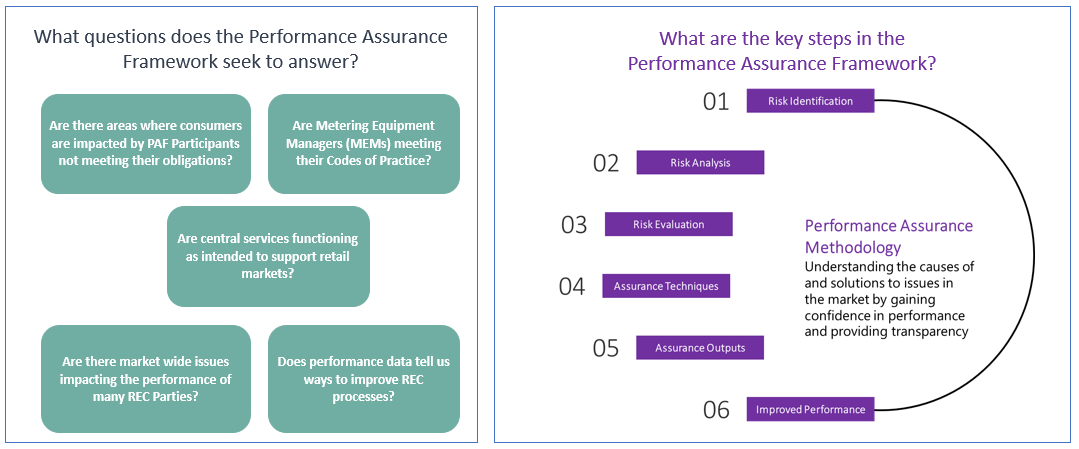 What questions does the Performance Assurance
Framework seek to answer?
Are there areas where consumers
are impacted by PAF Participants
not meeting their obligations?
Are Metering Equipment
Managers (MEMs) meeting
their Codes of Practice?
Are central services functioning
as intended to support retail
markets?
Are there market wide issues
impacting the performance of
many REC Parties?
Does performance data tell us
ways to improve REC
processes?
What are the key steps in the
Performance Assurance Framework?
01 Risk Identification
02 Risk Analysis
03 Risk Evaluation
04 Assurance Techniques
05 Assurance Outputs
06 Improved Performance
Performance Assurance
Methodology
Understanding the causes of
and solutions to issues in
the market by gaining
confidence in performance
and providing transparency